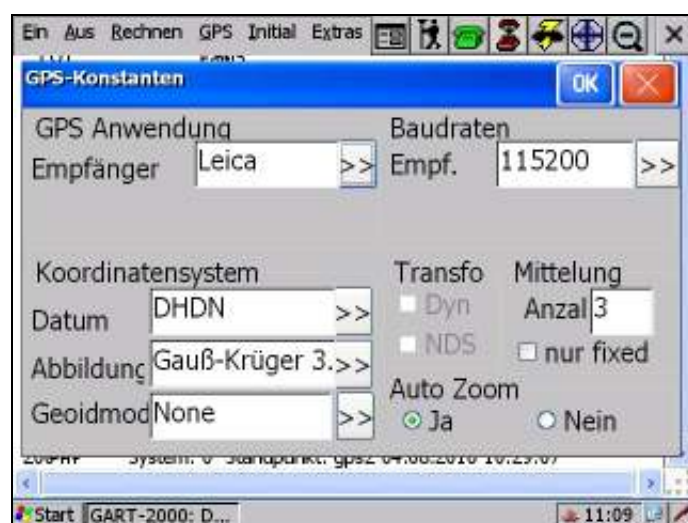 Ein Aus Rechnen GPS Initial Extras
GPS-Konstanten OK
GPS Anwendung Baudraten
Empfänger Leica >> Empf. 115200 >>
Koordinatensystem Transfo Mittelung
Datum DHDN >> Dyn Anzal 3
Abbildung Gauß-Krüger 3. >> NDS nur fixed
Geoidmod None >> Auto Zoom
Ja Nein
Start GART-2000: D... 11:09